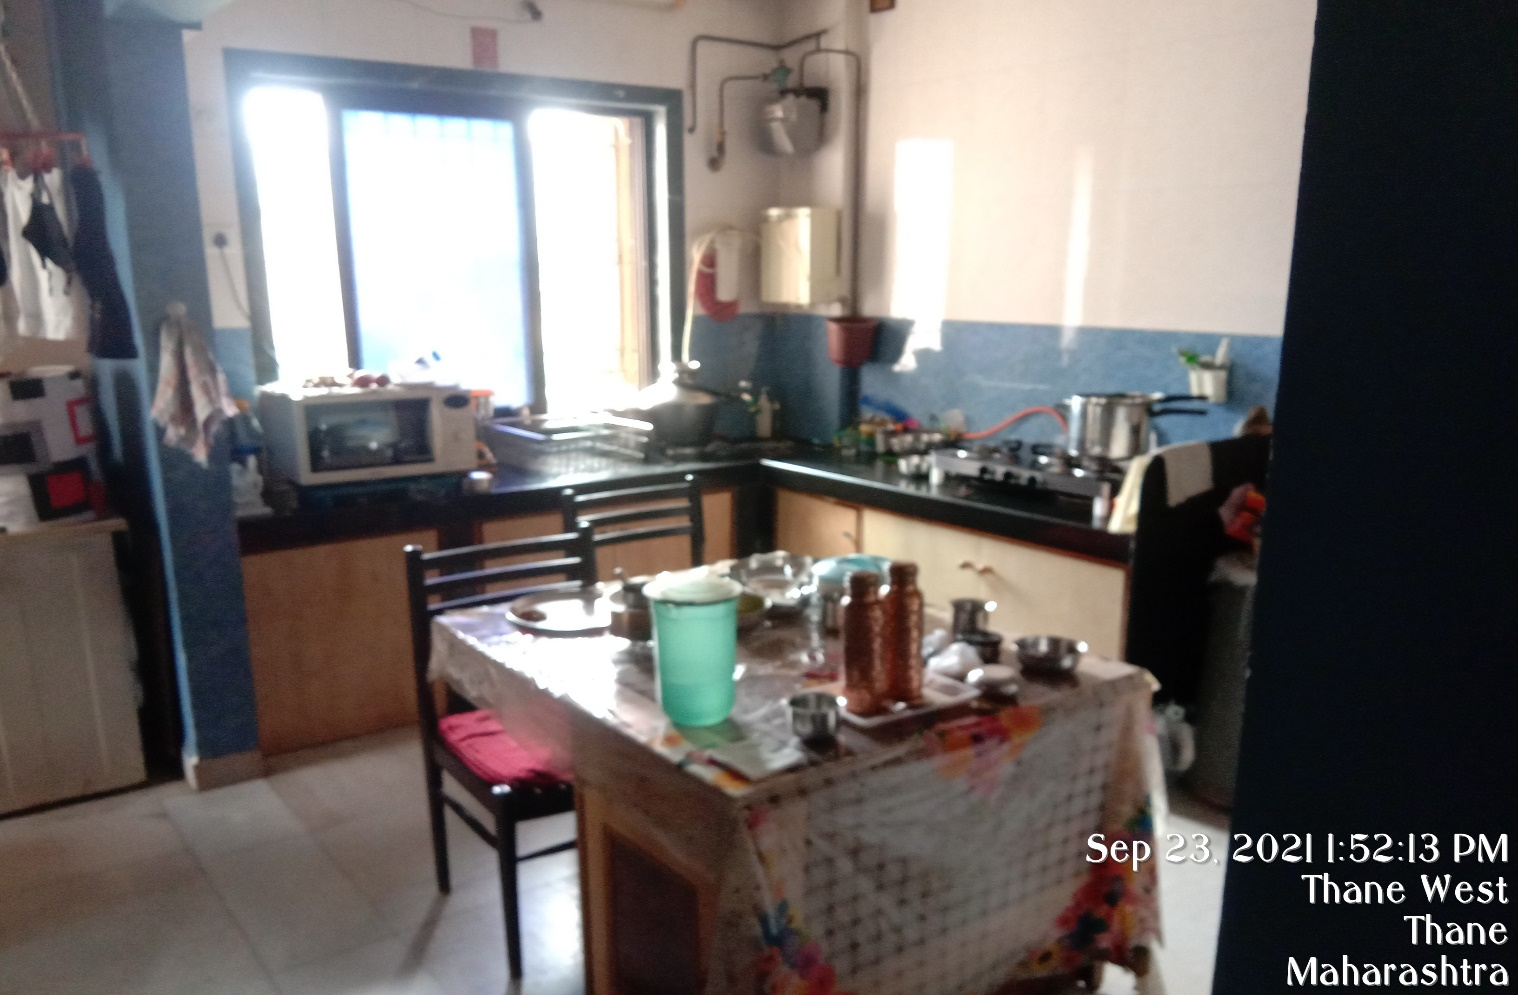 Sep 23, 2021 1:52:13 PM
Thane West
Thane
Maharashtra